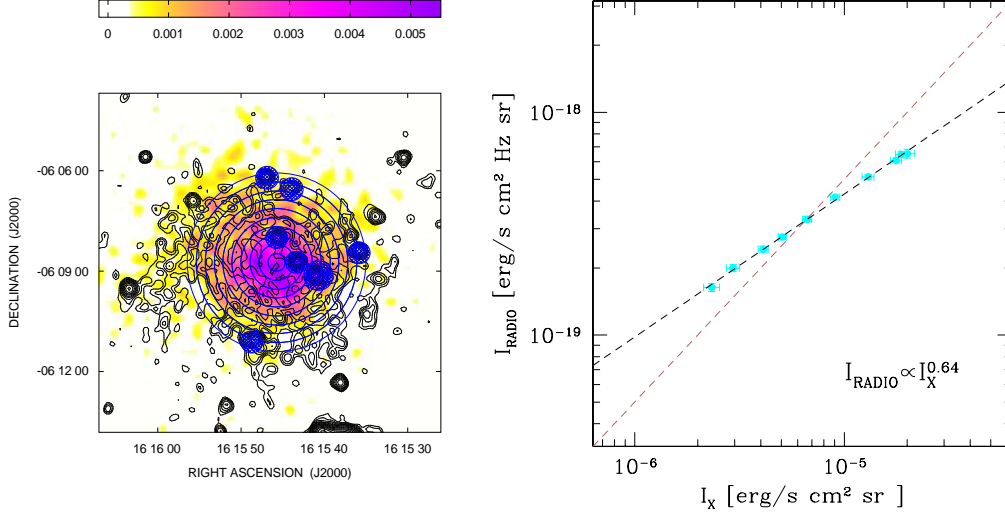 0 0.001 0.002 0.003 0.004 0.005
-06 06 00
-06 09 00
-06 12 00
DECLINATION (J2000)
16 16 00 16 15 50 16 15 40 16 15 30
RIGHT ASCENSION (J2000)
I_RADIO [erg/s cm² Hz sr]
10^-18
10^-19
I_RADIO ∝ I_X^0.64
10^-6 10^-5
I_X [erg/s cm² sr ]